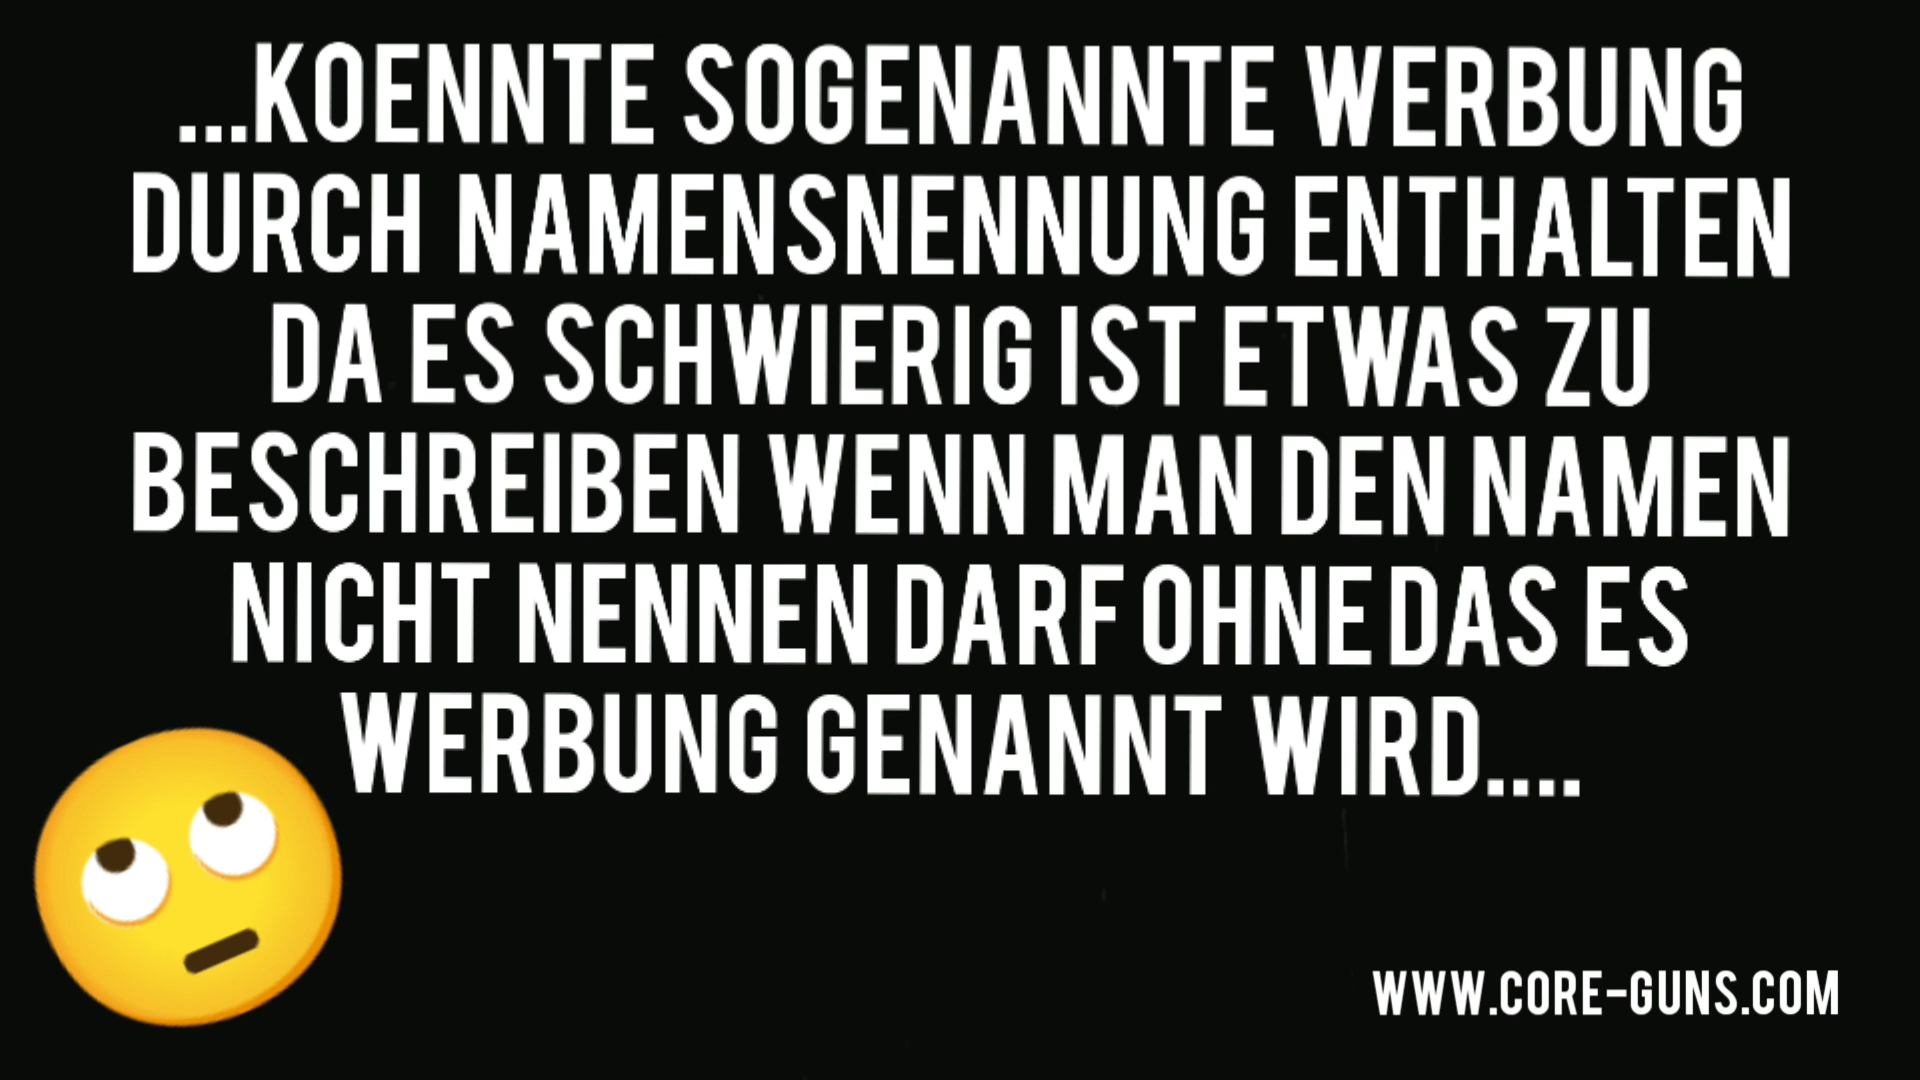 ...KOENNTE SOGENANNTE WERBUNG
DURCH NAMENSNENNUNG ENTHALTEN
DA ES SCHWIERIG IST ETWAS ZU
BESCHREIBEN WENN MAN DEN NAMEN
NICHT NENNEN DARF OHNE DAS ES
WERBUNG GENANNT WIRD....
WWW.CORE-GUNS.COM